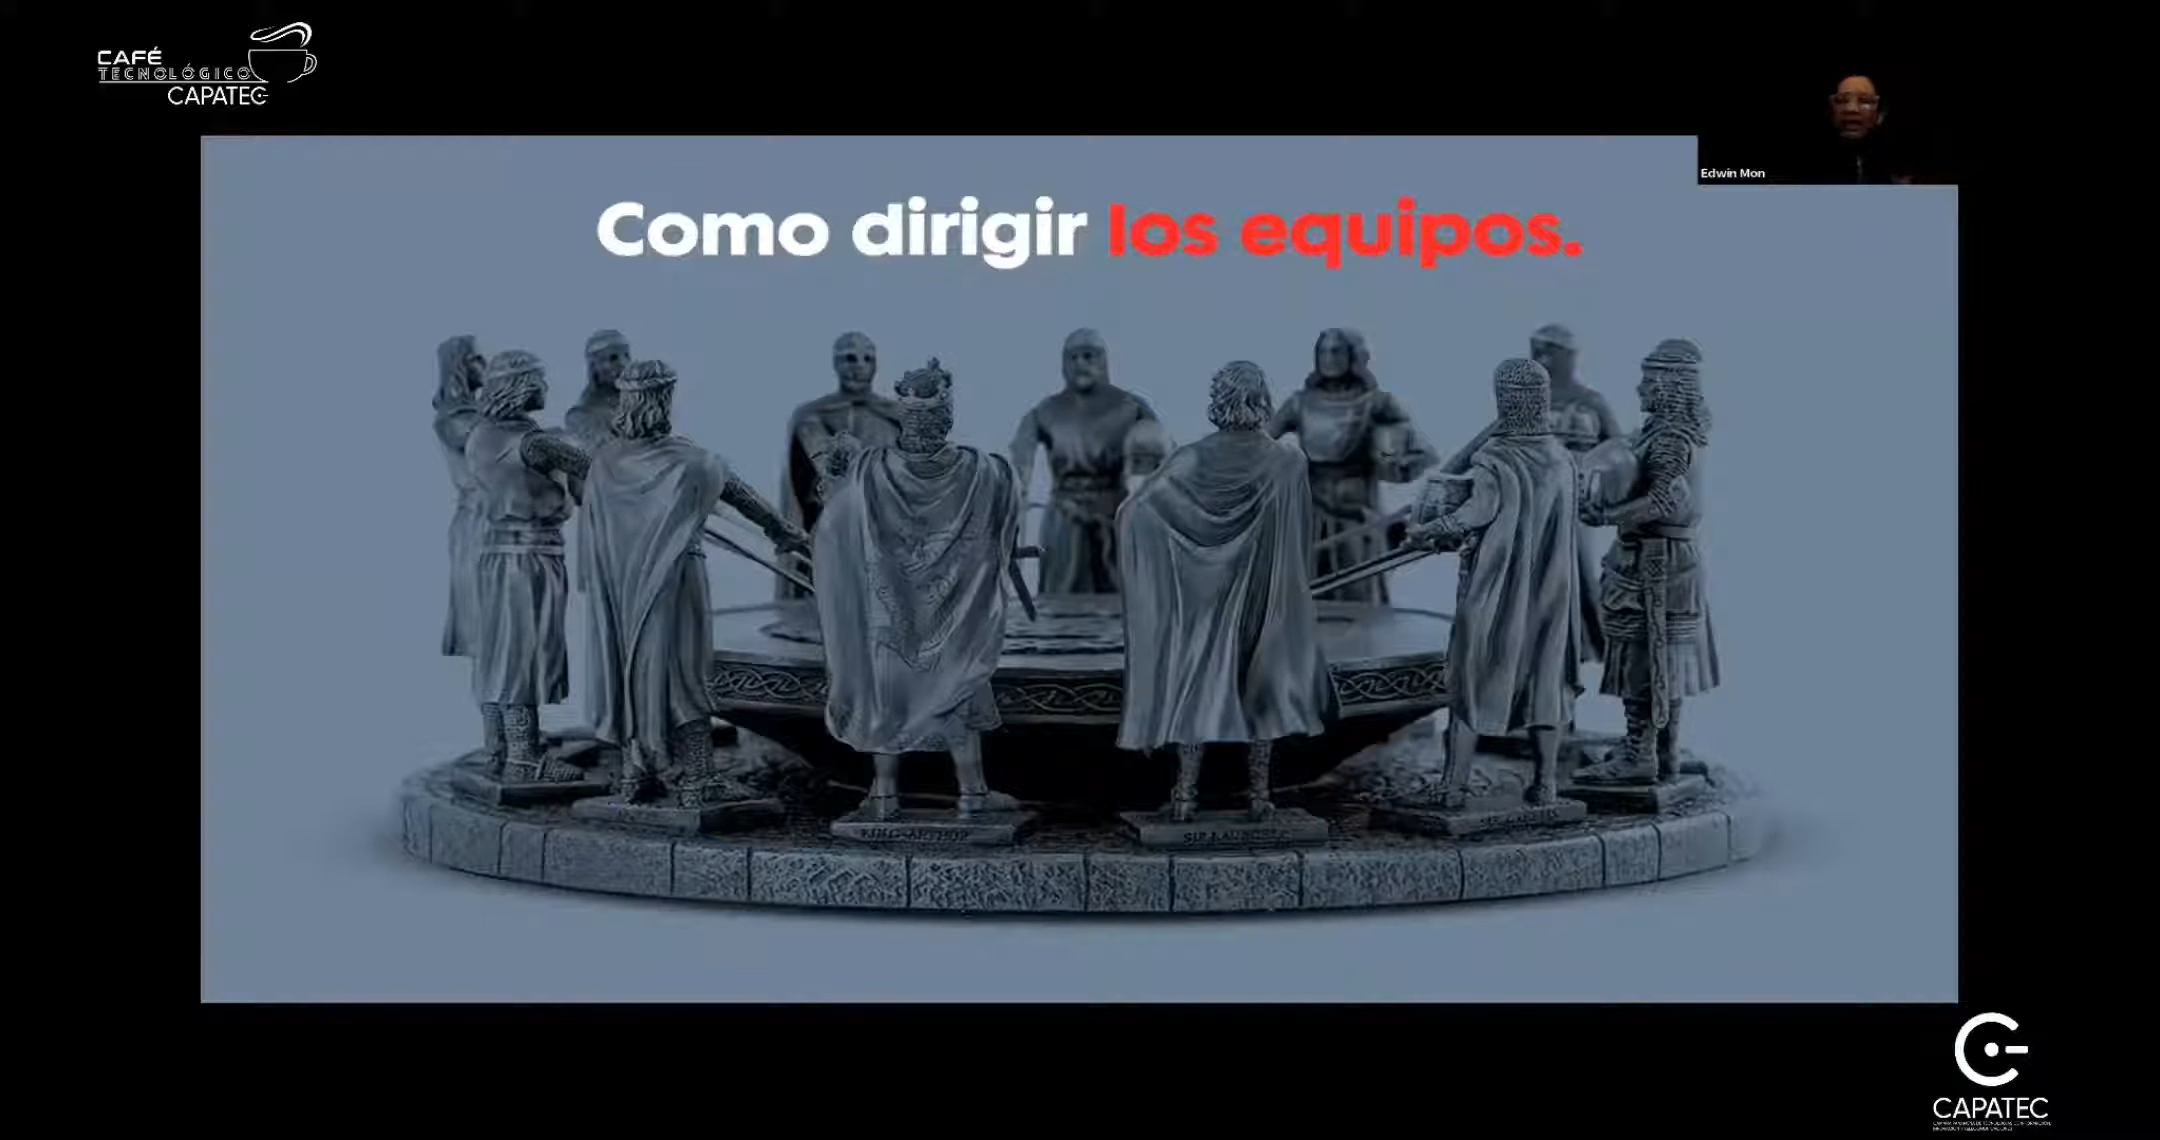 CAFÉ
TECNOLÓGICO
CAPATEC
Edwin Mon
Como dirigir los equipos.
KING ARTHUR
CAPATEC